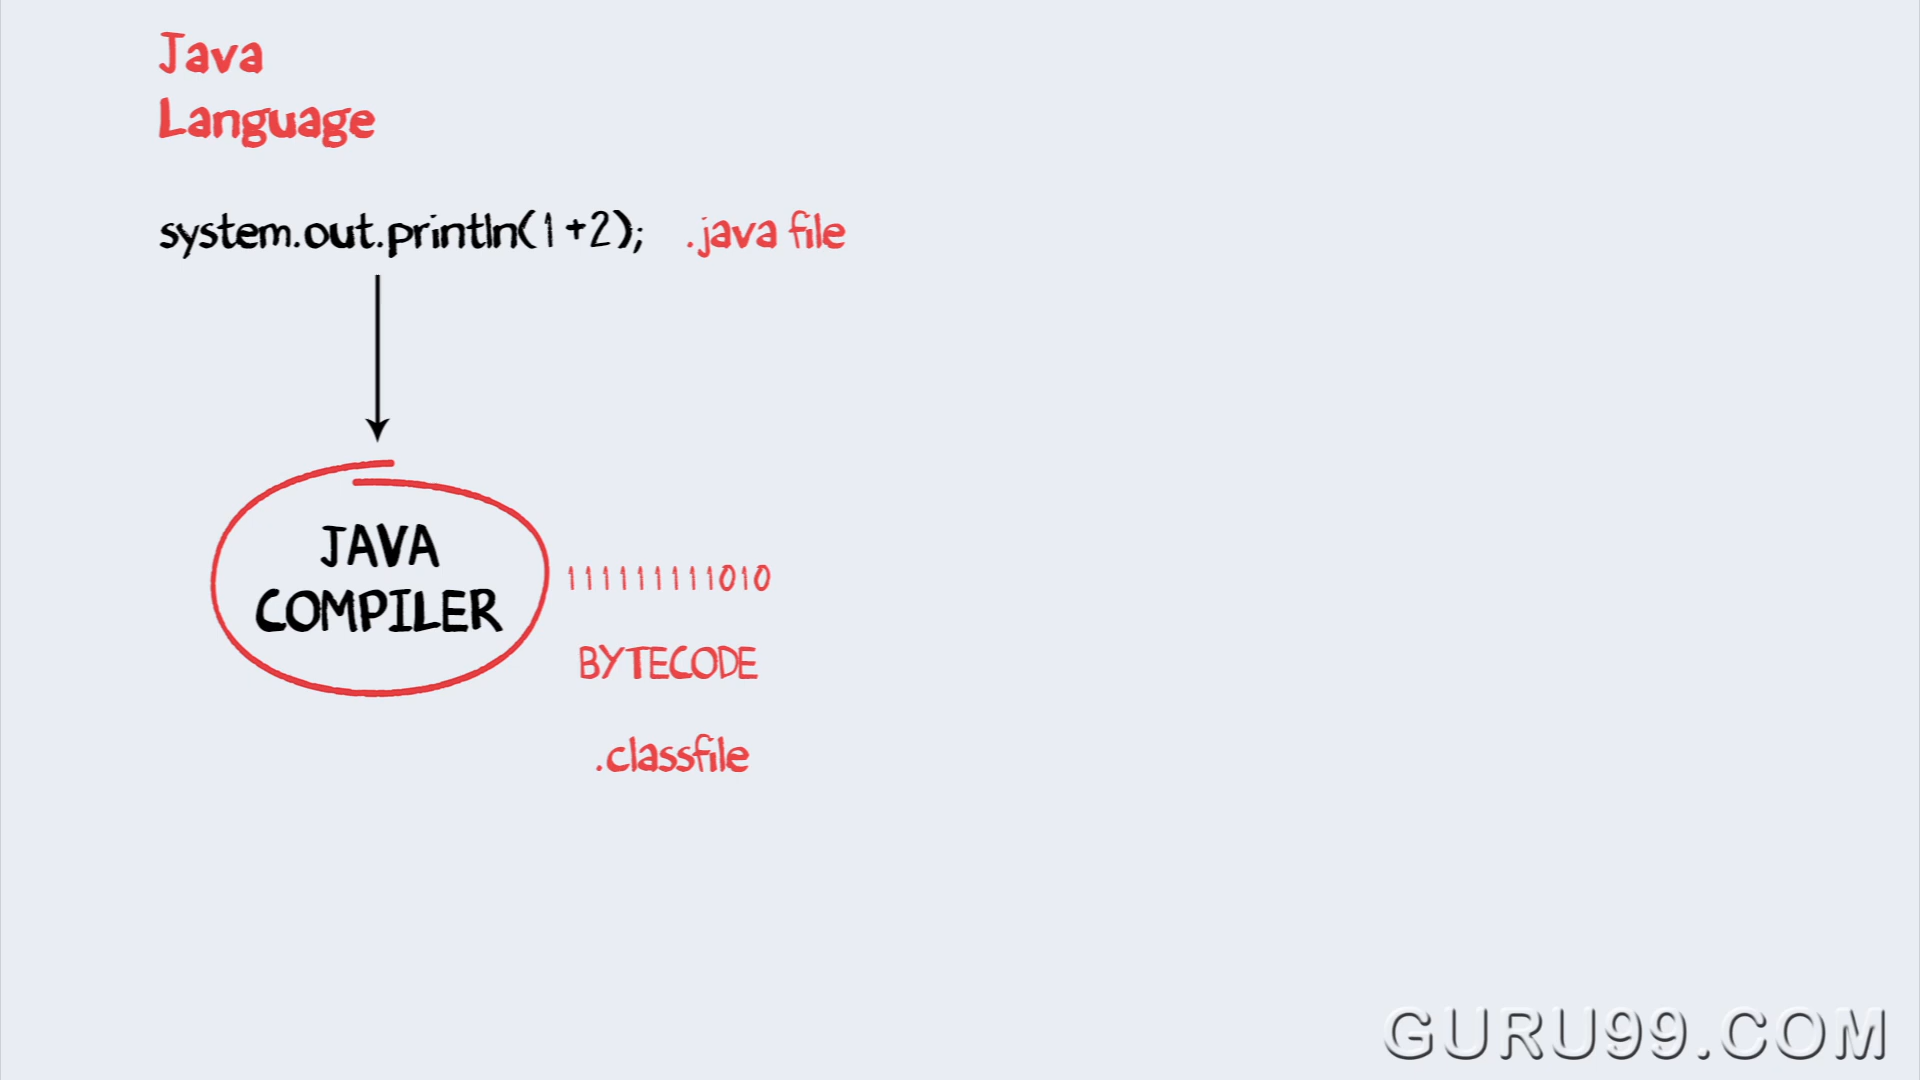 Java
Language
system.out.println(1+2); .java file
JAVA
COMPILER
111111111010
BYTECODE
.classfile
GURU99.COM